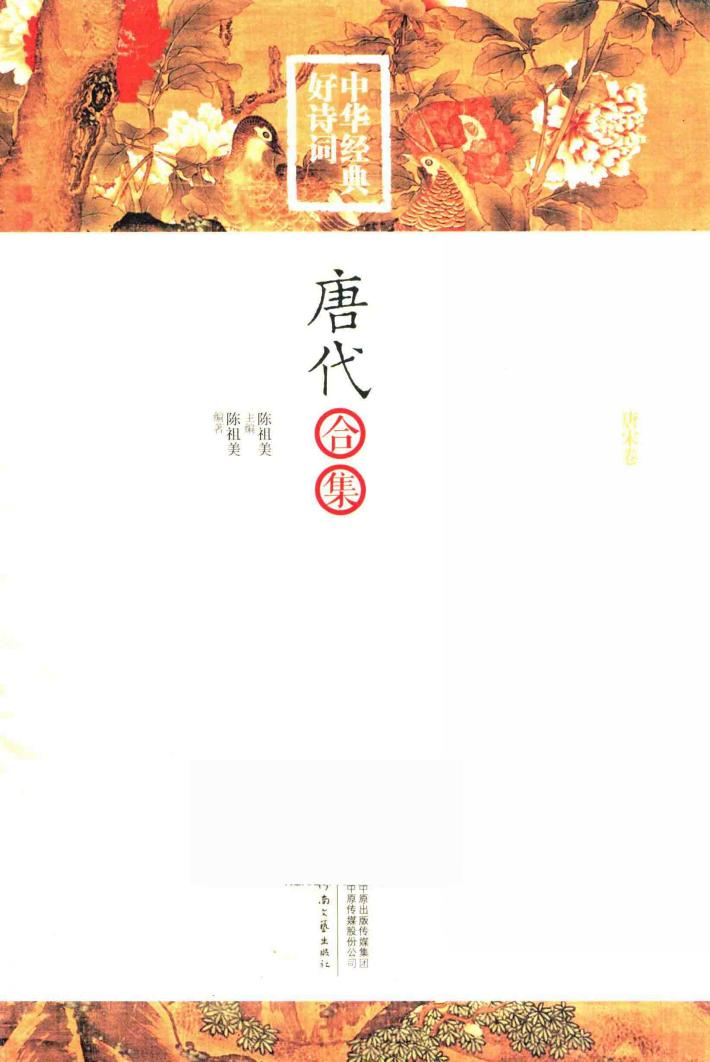 中华经典
好诗词
唐代
合集
唐宋卷
陈祖美
主编
陈祖美
编著
中原出版传媒集团
中原传媒股份公司
南文艺出版社